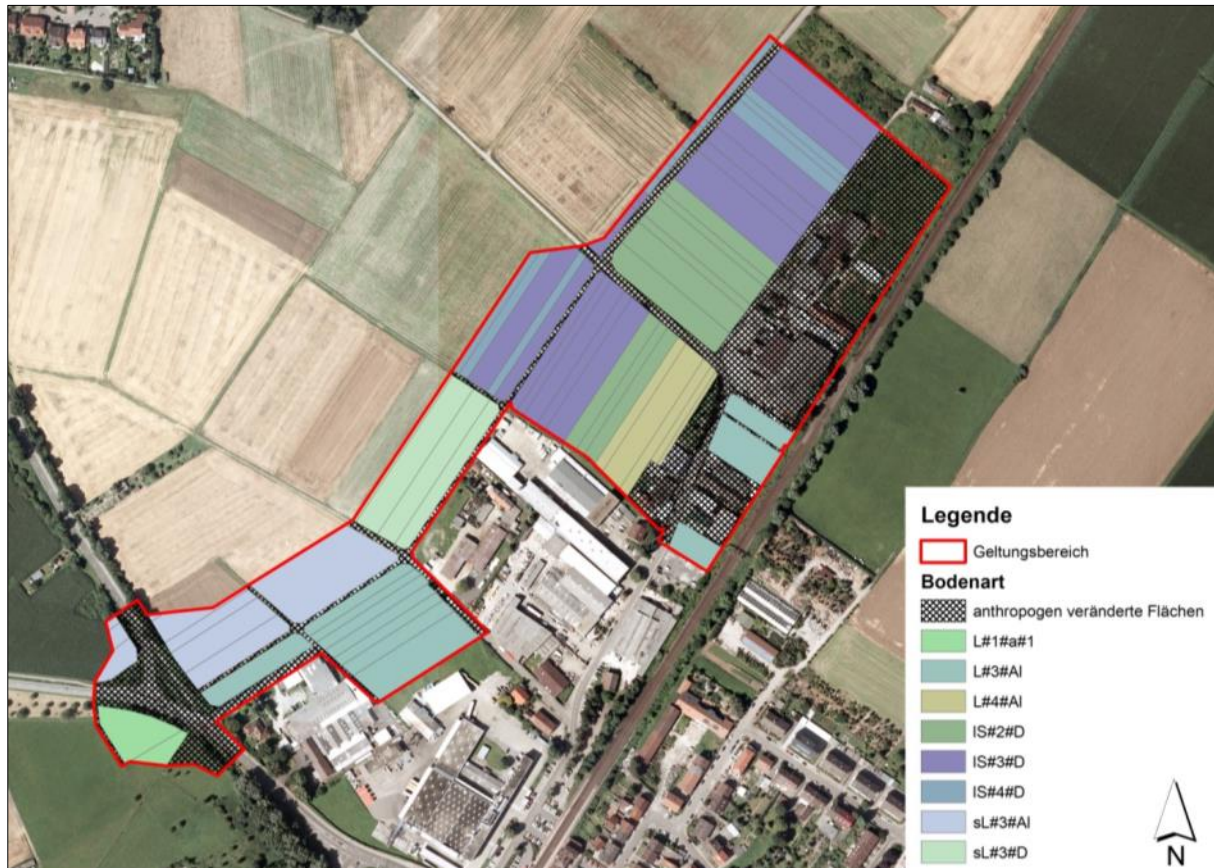 Legende
Geltungsbereich
Bodenart
anthropogen veränderte Flächen
L#1#a#1
L#3#Al
L#4#Al
lS#2#D
lS#3#D
lS#4#D
sL#3#Al
sL#3#D
N